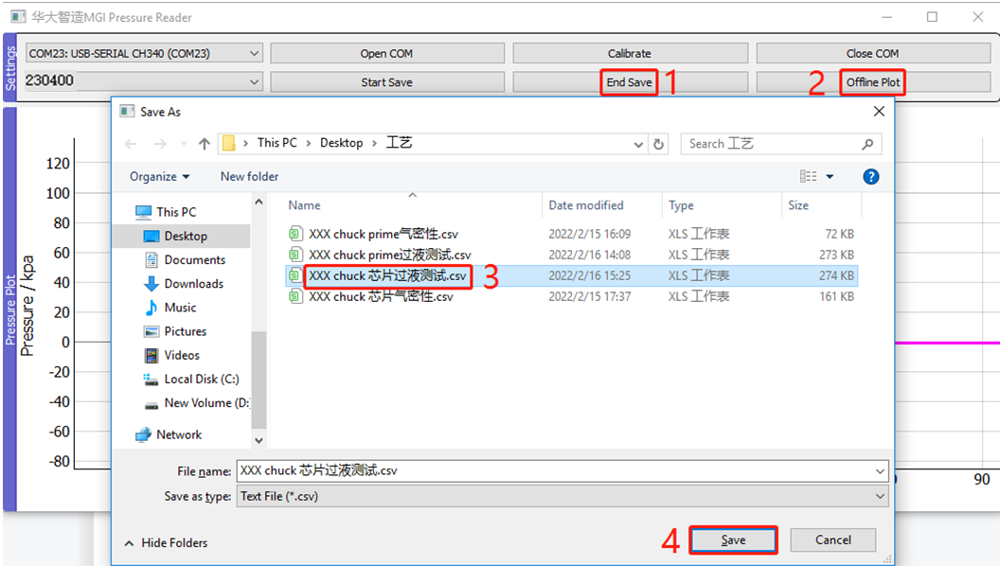 华大智造MGI Pressure Reader
Settings
COM23: USB-SERIAL CH340 (COM23)
Open COM
Calibrate
Close COM
230400
Start Save
End Save
1
2
Offline Plot
Save As
This PC > Desktop > 工艺
Search 工艺
Organize
New folder
?
Name
Date modified
Type
Size
XXX chuck prime气密性.csv 2022/2/15 16:09 XLS 工作表 72 KB
XXX chuck prime过液测试.csv 2022/2/16 14:08 XLS 工作表 273 KB
XXX chuck 芯片过液测试.csv 3 2022/2/16 15:25 XLS 工作表 274 KB
XXX chuck 芯片气密性.csv 2022/2/15 17:37 XLS 工作表 161 KB
This PC
Desktop
Documents
Downloads
Music
Pictures
Videos
Local Disk (C:)
New Volume (D:
Network
Pressure Plot
Pressure / kpa
120
100
80
60
40
20
0
-20
-40
-60
-80
90
File name: XXX chuck 芯片过液测试.csv
Save as type: Text File (*.csv)
Hide Folders
4
Save
Cancel